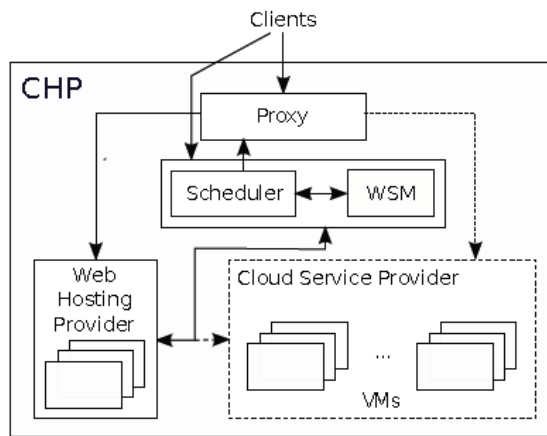 Clients
CHP
Proxy
Scheduler
WSM
Web
Hosting
Provider
Cloud Service Provider
...
VMs